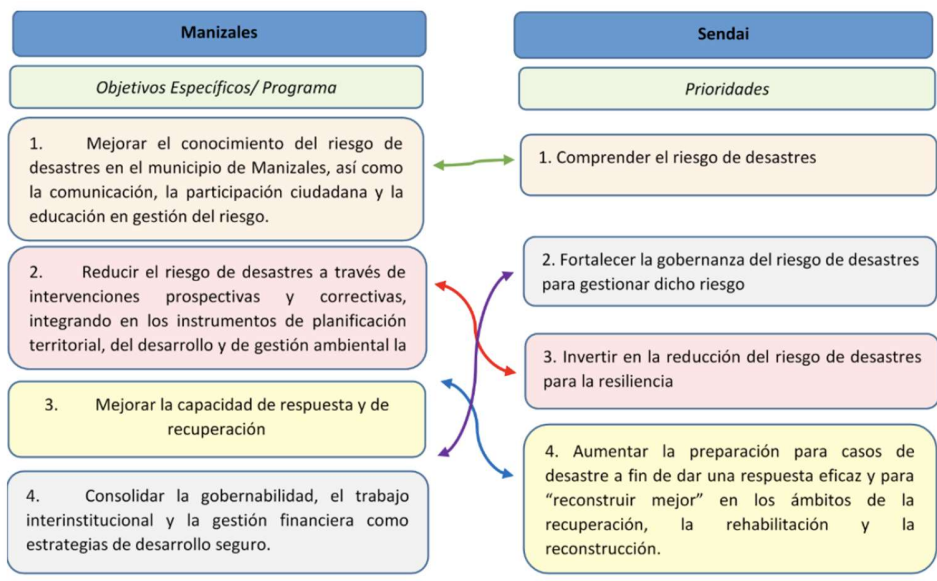 Manizales
Objetivos Específicos/ Programa
1. Mejorar el conocimiento del riesgo de
desastres en el municipio de Manizales, así como
la comunicación, la participación ciudadana y la
educación en gestión del riesgo.
2. Reducir el riesgo de desastres a través de
intervenciones prospectivas y correctivas,
integrando en los instrumentos de planificación
territorial, del desarrollo y de gestión ambiental la
3. Mejorar la capacidad de respuesta y de
recuperación
4. Consolidar la gobernabilidad, el trabajo
interinstitucional y la gestión financiera como
estrategias de desarrollo seguro.
Sendai
Prioridades
1. Comprender el riesgo de desastres
2. Fortalecer la gobernanza del riesgo de desastres
para gestionar dicho riesgo
3. Invertir en la reducción del riesgo de desastres
para la resiliencia
4. Aumentar la preparación para casos de
desastre a fin de dar una respuesta eficaz y para
“reconstruir mejor” en los ámbitos de la
recuperación, la rehabilitación y la
reconstrucción.